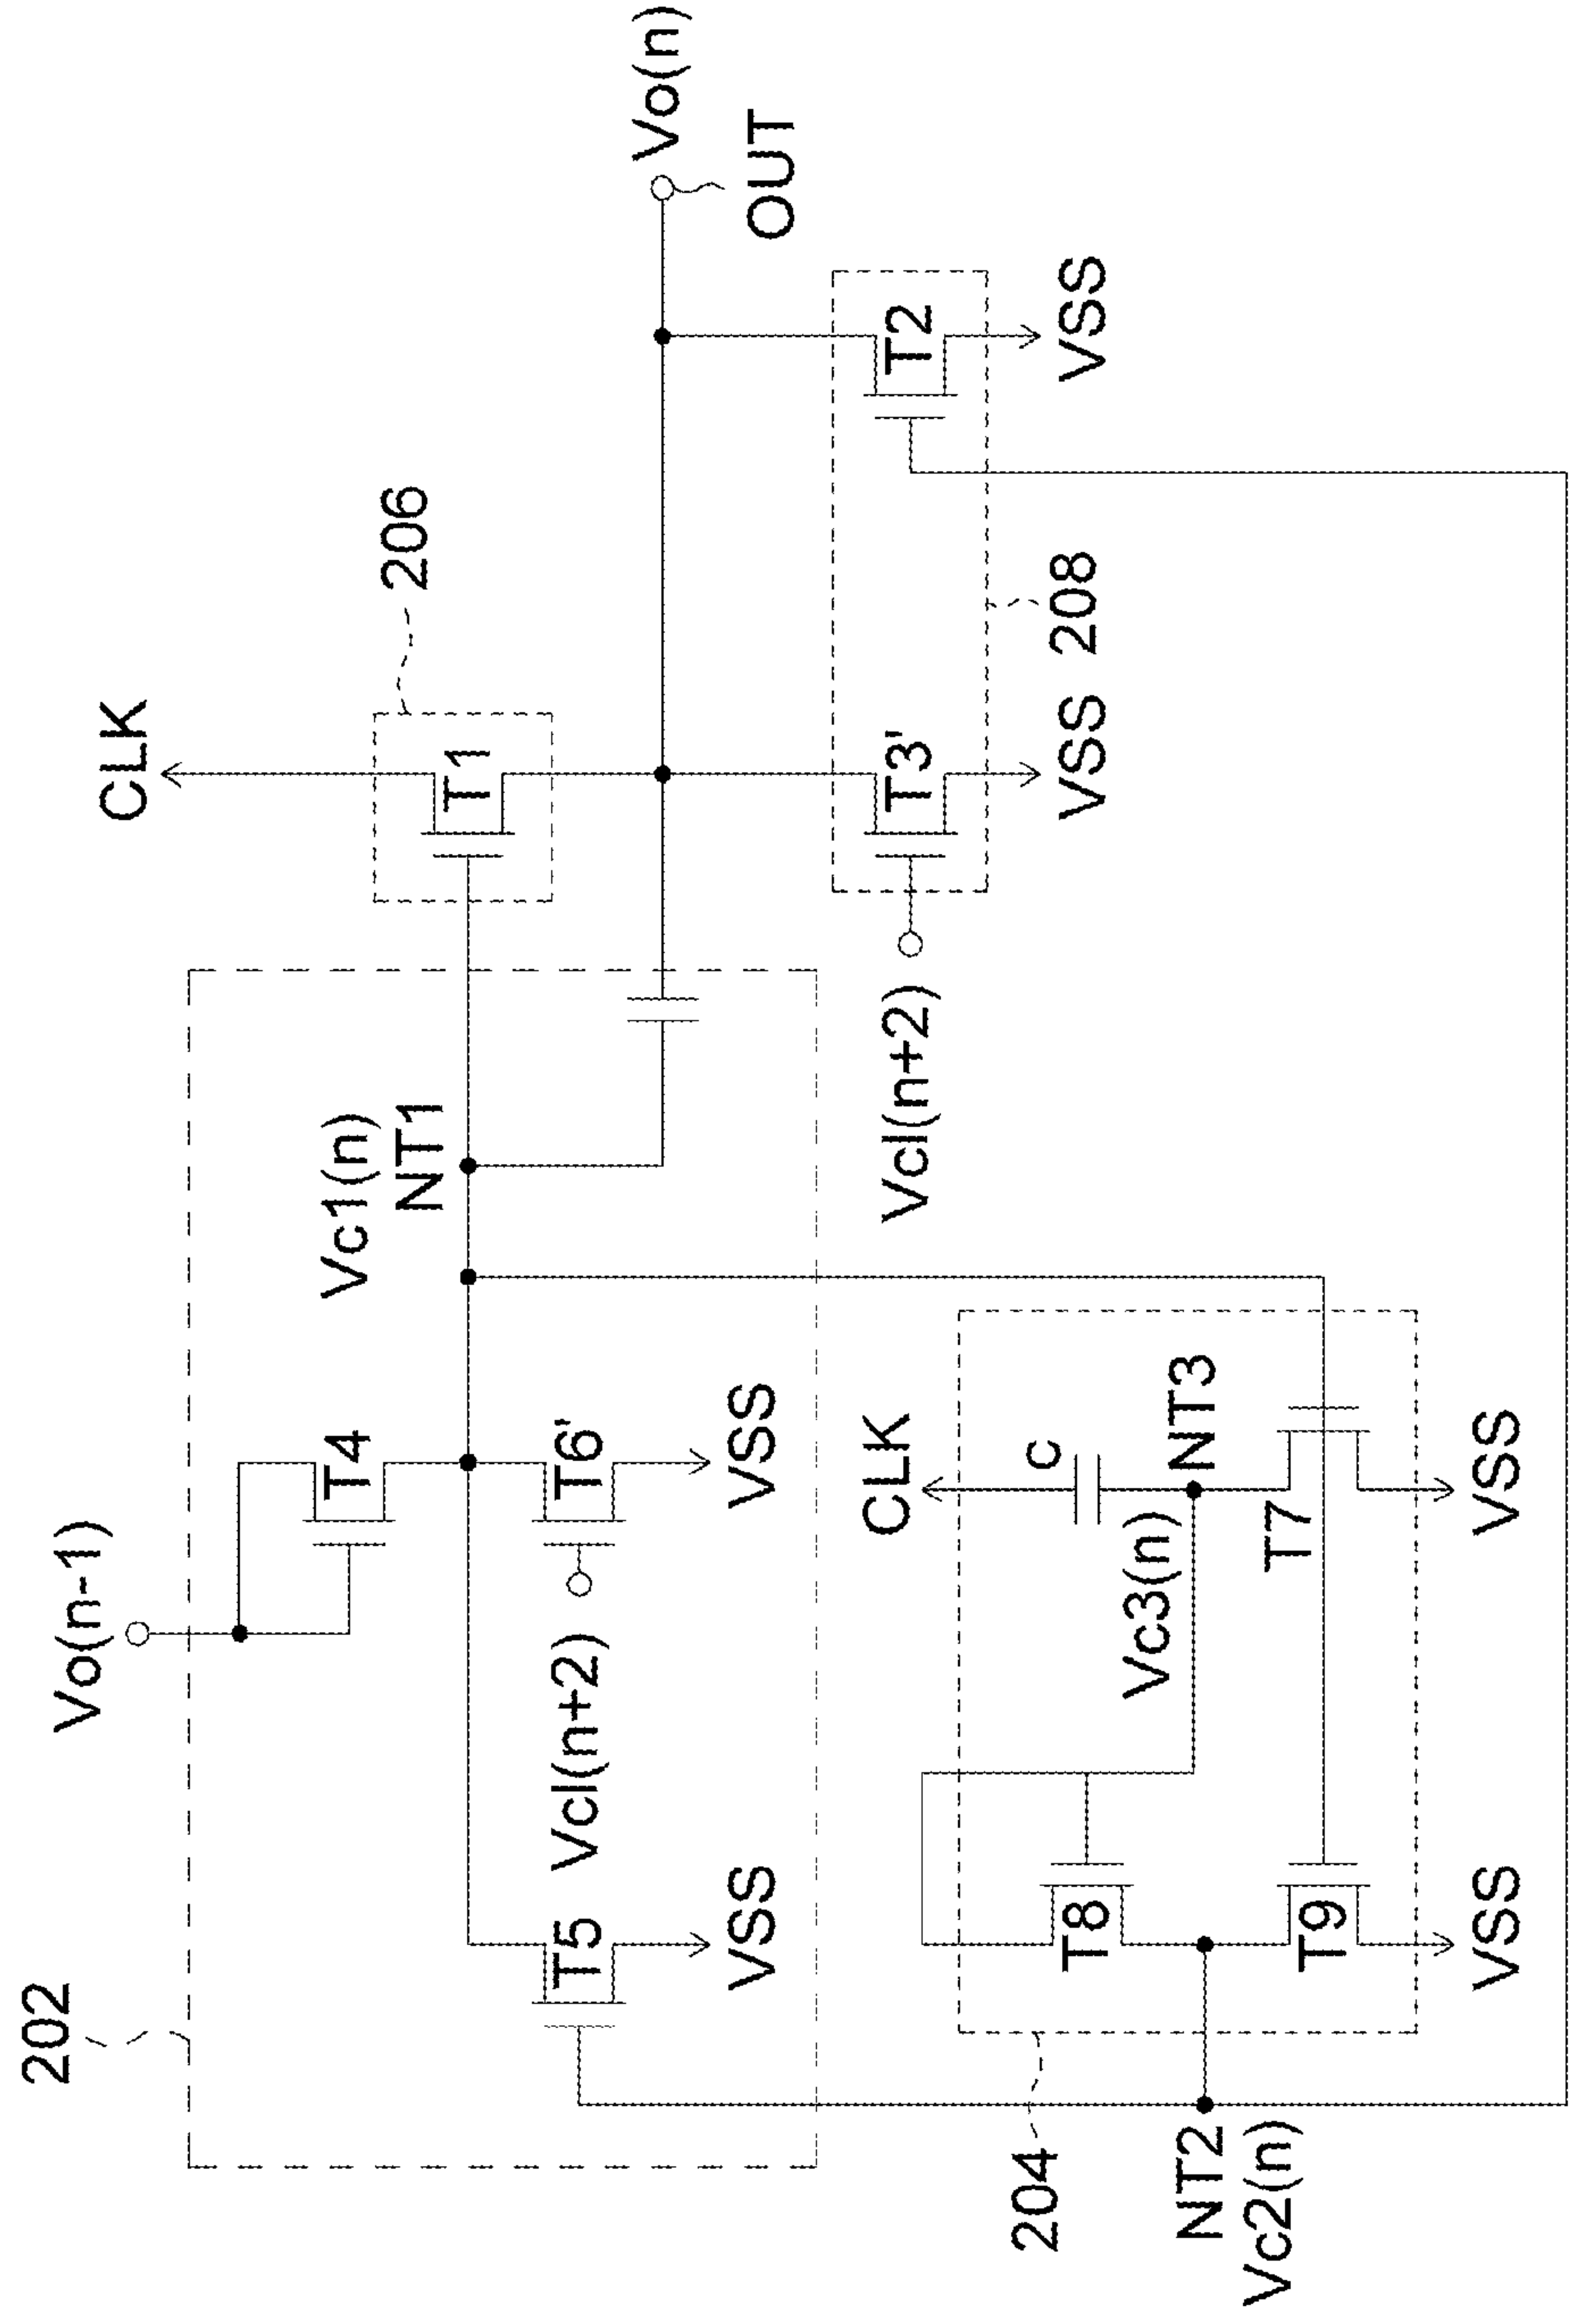 202
Vo(n-1)
CLK
206
T4
T1
Vc1(n)
NT1
Vo(n)
OUT
T5
Vcl(n+2)
T6'
VSS
VSS
Vcl(n+2)
T3'
T2
VSS
208
VSS
CLK
C
204
T8
Vc3(n)
NT3
NT2
Vc2(n)
T9
T7
VSS
VSS